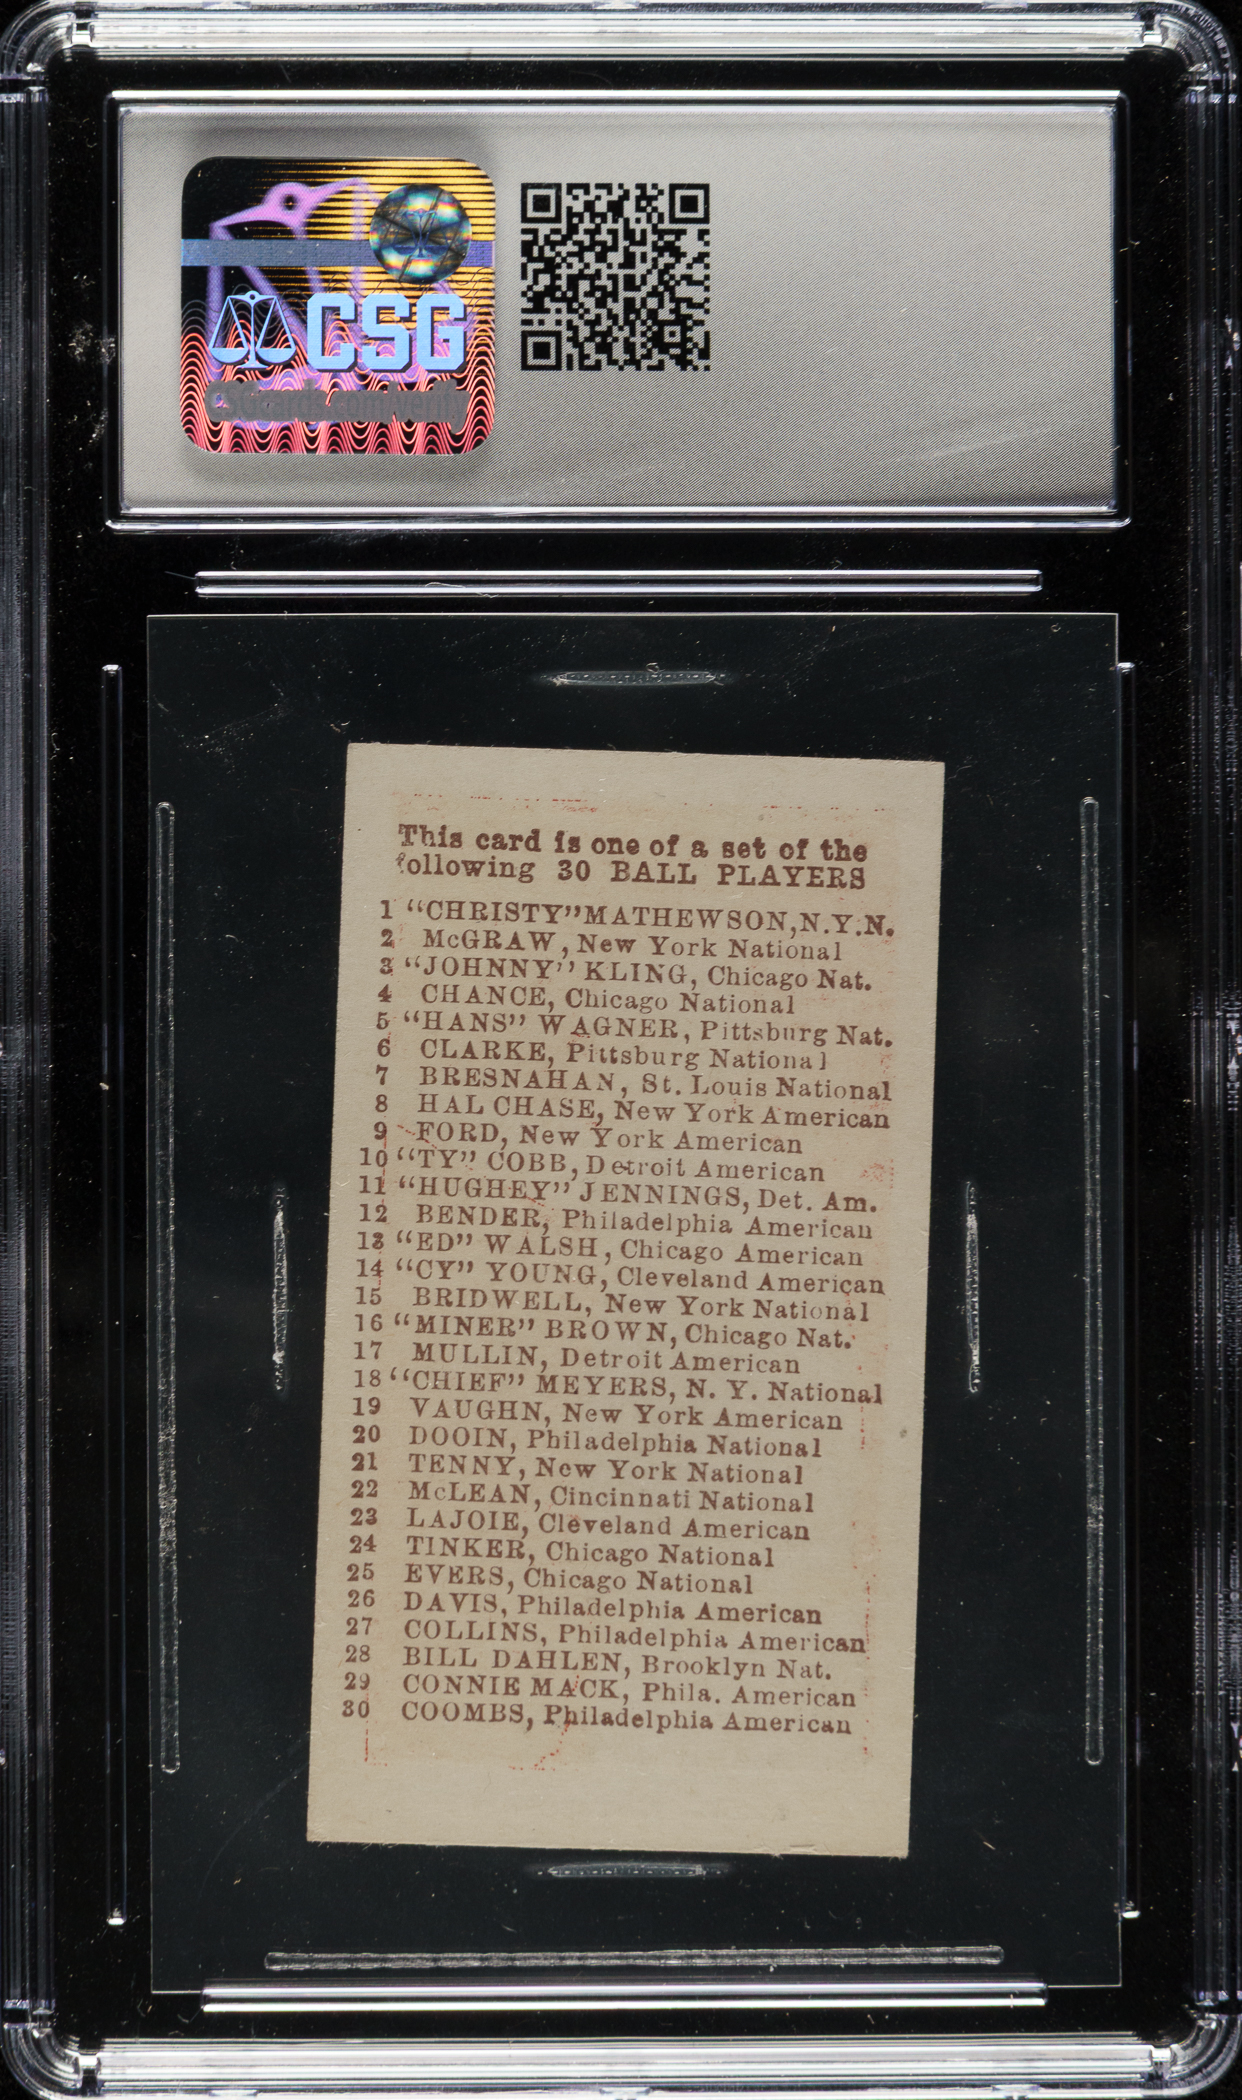 CSG
CSGcards.com/verify
This card is one of a set of the
following 30 BALL PLAYERS
1 “CHRISTY”MATHEWSON,N.Y.N.
2 McGRAW, New York National
3 “JOHNNY” KLING, Chicago Nat.
4 CHANCE, Chicago National
5 “HANS” WAGNER, Pittsburg Nat.
6 CLARKE, Pittsburg National
7 BRESNAHAN, St. Louis National
8 HAL CHASE, New York American
9 FORD, New York American
10 “TY” COBB, Detroit American
11 “HUGHEY” JENNINGS, Det. Am.
12 BENDER, Philadelphia American
13 “ED” WALSH, Chicago American
14 “CY” YOUNG, Cleveland American
15 BRIDWELL, New York National
16 “MINER” BROWN, Chicago Nat.
17 MULLIN, Detroit American
18 “CHIEF” MEYERS, N. Y. National
19 VAUGHN, New York American
20 DOOIN, Philadelphia National
21 TENNY, New York National
22 McLEAN, Cincinnati National
23 LAJOIE, Cleveland American
24 TINKER, Chicago National
25 EVERS, Chicago National
26 DAVIS, Philadelphia American
27 COLLINS, Philadelphia American
28 BILL DAHLEN, Brooklyn Nat.
29 CONNIE MACK, Phila. American
30 COOMBS, Philadelphia American